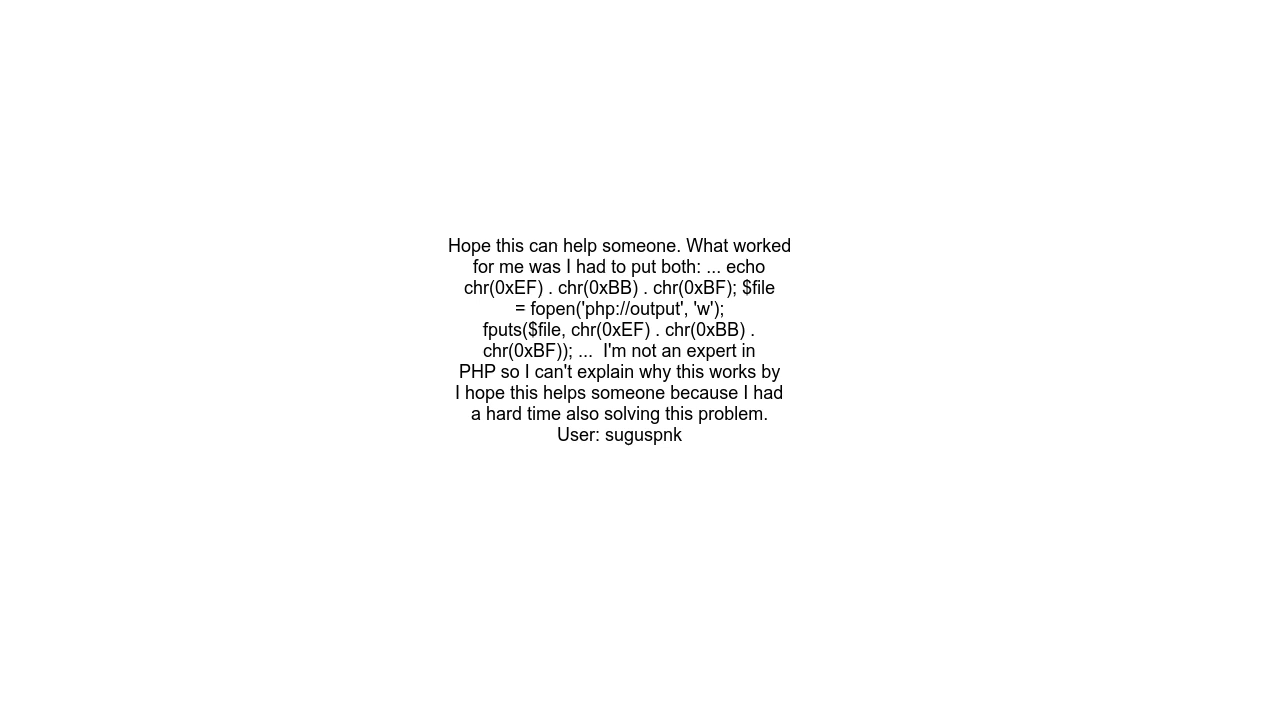 Hope this can help someone. What worked
for me was I had to put both: ... echo
chr(0xEF) . chr(0xBB) . chr(0xBF); $file
= fopen('php://output', 'w');
fputs($file, chr(0xEF) . chr(0xBB) .
chr(0xBF)); ...  I'm not an expert in
PHP so I can't explain why this works by
I hope this helps someone because I had
a hard time also solving this problem.
User: suguspnk